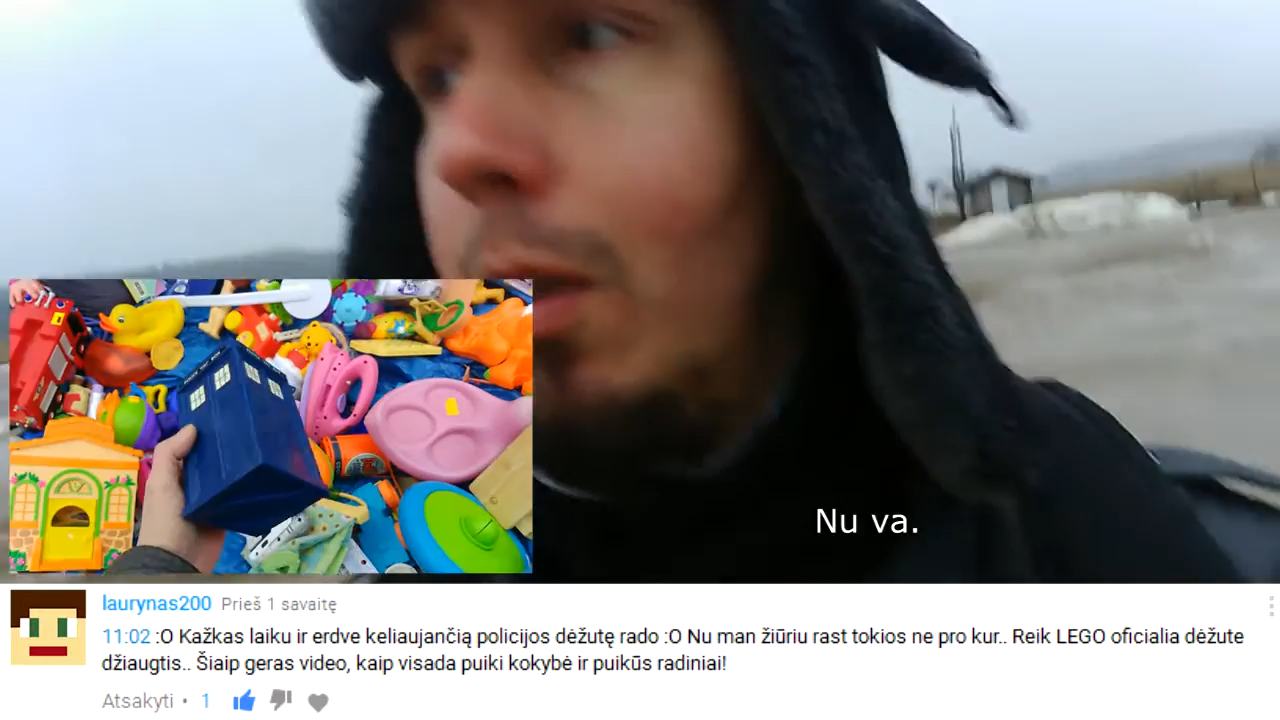 Nu va.
laurynas200 Prieš 1 savaitę
11:02 :O Kažkas laiku ir erdve keliaujančią policijos dėžutę rado :O Nu man žiūriu rast tokios ne pro kur.. Reik LEGO oficialia dėžute
džiaugtis.. Šiaip geras video, kaip visada puiki kokybė ir puikūs radiniai!
Atsakyti • 1